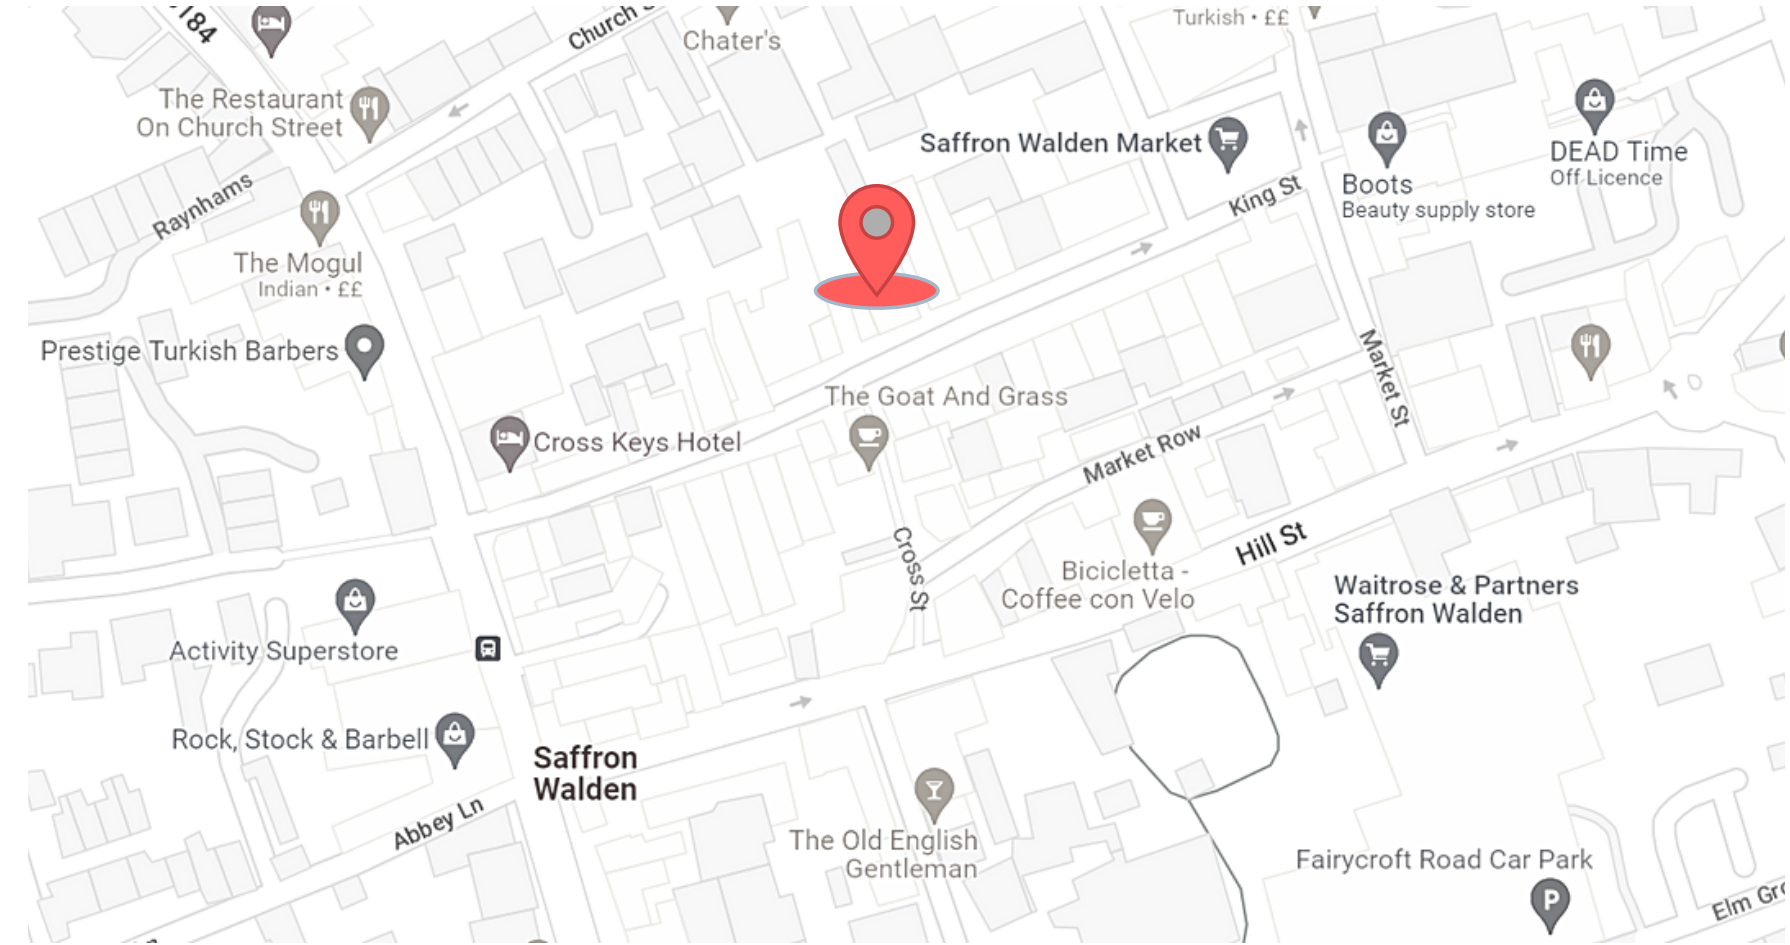 184
Church S
Chater's
Turkish • ££
The Restaurant
On Church Street
Saffron Walden Market
DEAD Time
Off Licence
Boots
Beauty supply store
King St
Raynhams
The Mogul
Indian • ££
Prestige Turkish Barbers
Market St
The Goat And Grass
Cross Keys Hotel
Market Row
Cross St
Hill St
Bicicletta -
Coffee con Velo
Waitrose & Partners
Saffron Walden
Activity Superstore
Rock, Stock & Barbell
Saffron
Walden
Abbey Ln
The Old English
Gentleman
Fairycroft Road Car Park
P
Elm Gro